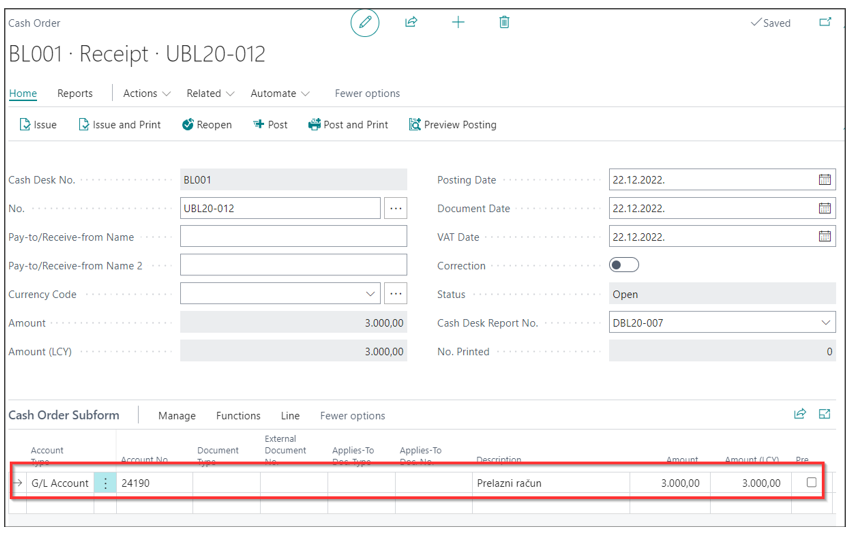 Cash Order
Saved
BL001 · Receipt · UBL20-012
Home Reports Actions Related Automate Fewer options
Issue Issue and Print Reopen Post Post and Print Preview Posting
Cash Desk No. BL001
Posting Date 22.12.2022.
No. UBL20-012
Document Date 22.12.2022.
Pay-to/Receive-from Name
VAT Date 22.12.2022.
Pay-to/Receive-from Name 2
Correction
Currency Code
Status Open
Amount 3.000,00
Cash Desk Report No. DBL20-007
Amount (LCY) 3.000,00
No. Printed 0
Cash Order Subform Manage Functions Line Fewer options
Account Type
Account No.
Document Type
External Document No.
Applies-To Doc. Type
Applies-To Doc. No.
Description
Amount
Amount (LCY)
Pre
G/L Account 24190 Prelazni račun 3.000,00 3.000,00